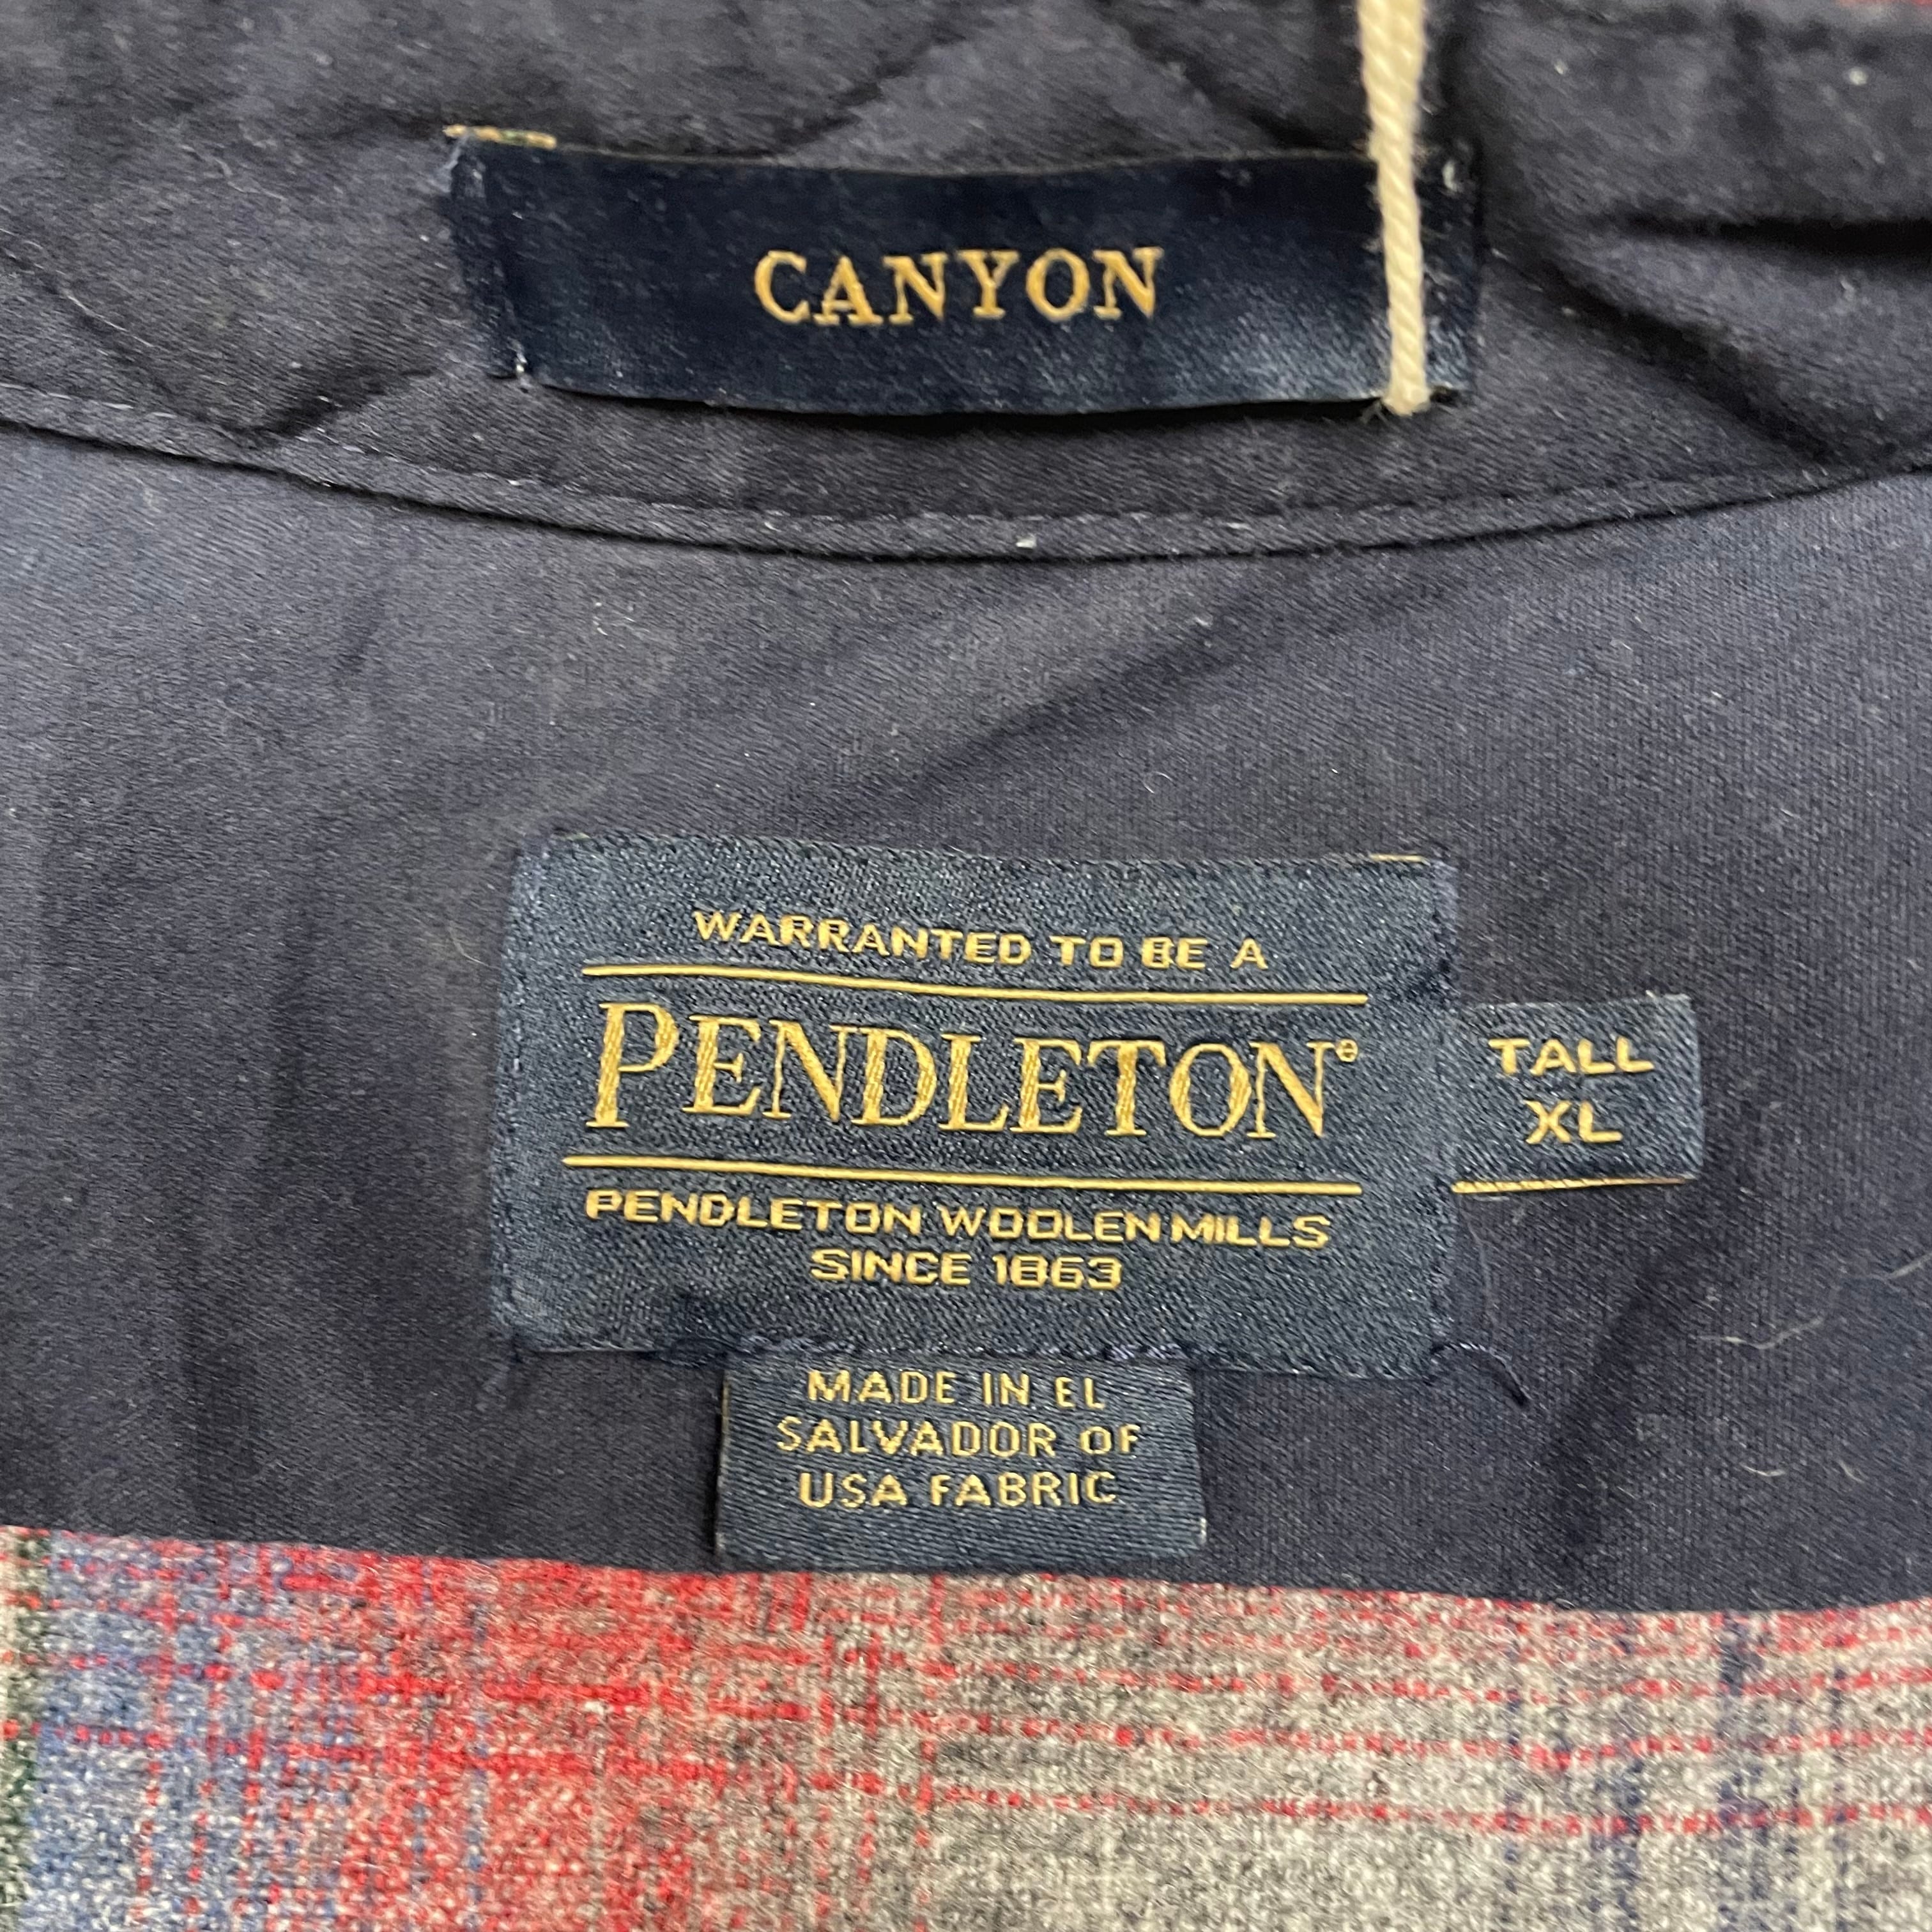 CANYON
WARRANTED TO BE A
PENDLETON®
TALL
XL
PENDLETON WOOLEN MILLS
SINCE 1863
MADE IN EL
SALVADOR OF
USA FABRIC